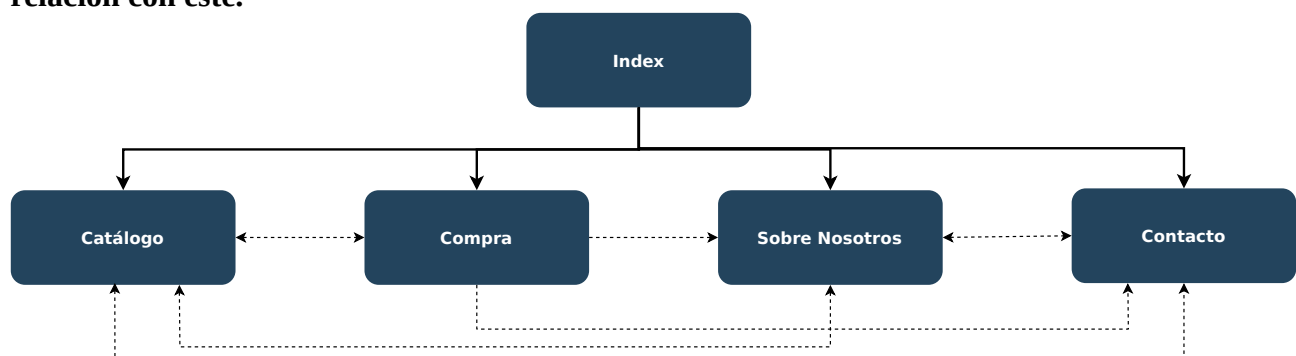 relación con este.
Index
Catálogo
Compra
Sobre Nosotros
Contacto